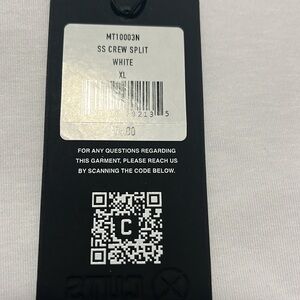 MT10003N
SS CREW SPLIT
WHITE
XL
FOR ANY QUESTIONS REGARDING
THIS GARMENT, PLEASE REACH US
BY SCANNING THE CODE BELOW.
C